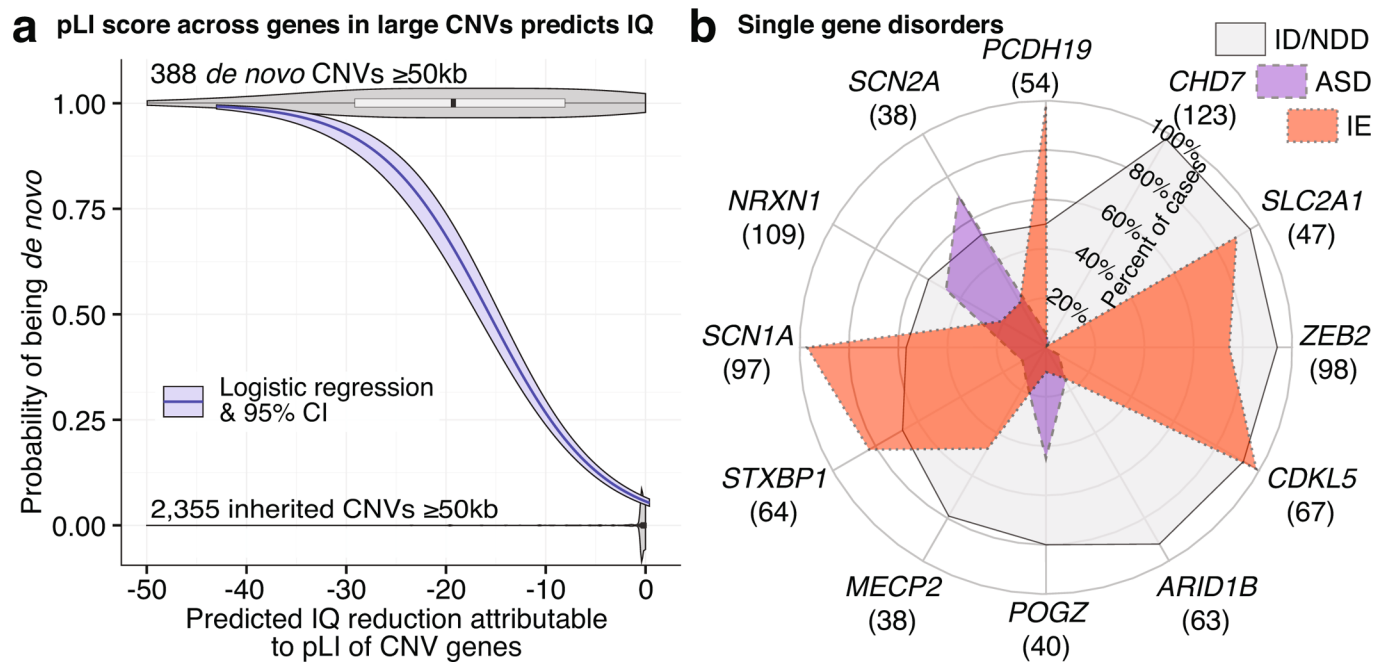 a pLI score across genes in large CNVs predicts IQ
388 de novo CNVs ≥50kb
1.00
0.75
0.50
0.25
0.00
Probability of being de novo
Logistic regression
& 95% CI
2,355 inherited CNVs ≥50kb
-50 -40 -30 -20 -10 0
Predicted IQ reduction attributable
to pLI of CNV genes
b Single gene disorders
ID/NDD
ASD
IE
PCDH19
(54)
CHD7
(123)
SLC2A1
(47)
ZEB2
(98)
CDKL5
(67)
ARID1B
(63)
POGZ
(40)
MECP2
(38)
STXBP1
(64)
SCN1A
(97)
NRXN1
(109)
SCN2A
(38)
100%
80%
60%
40%
20%
Percent of cases